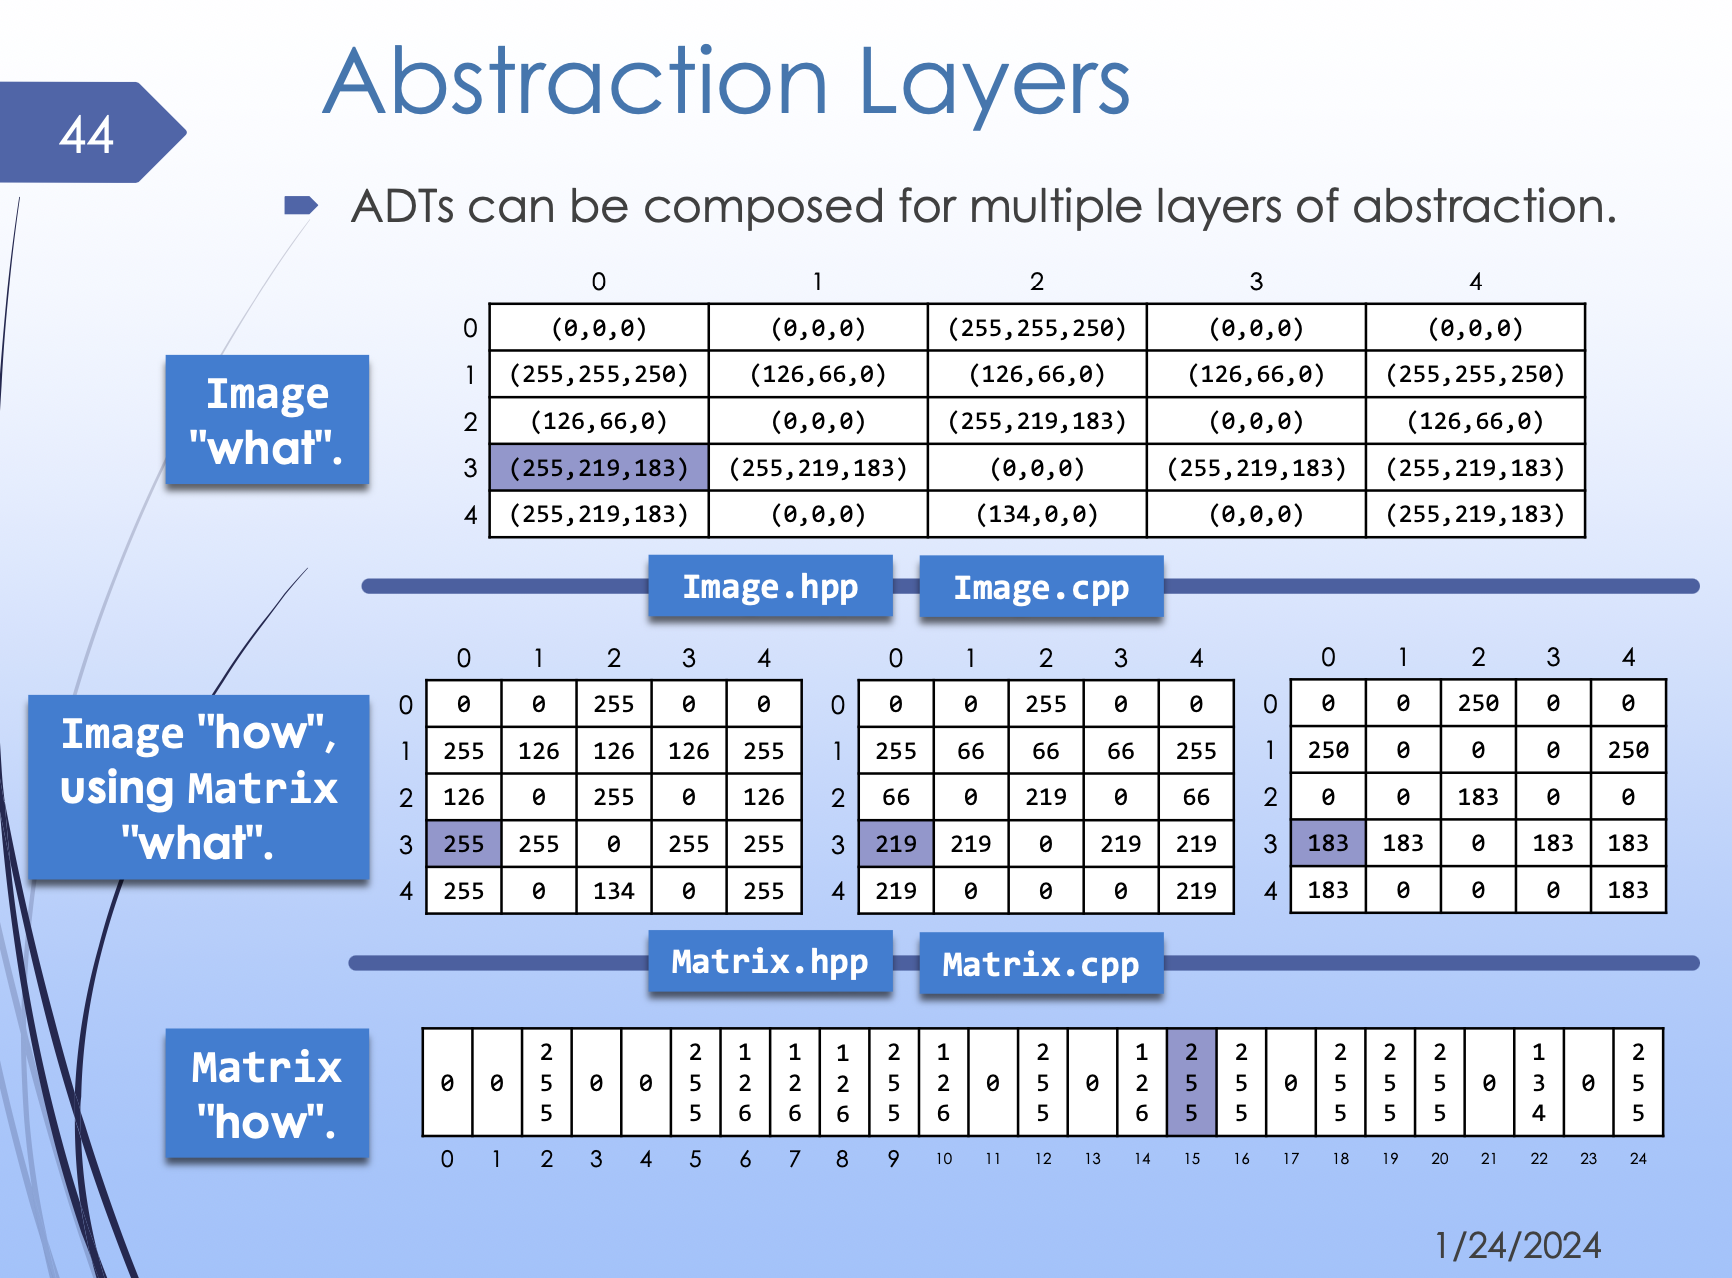 Abstraction Layers
44
ADTs can be composed for multiple layers of abstraction.
0 1 2 3 4
0 (0,0,0) (0,0,0) (255,255,250) (0,0,0) (0,0,0)
1 (255,255,250) (126,66,0) (126,66,0) (126,66,0) (255,255,250)
2 (126,66,0) (0,0,0) (255,219,183) (0,0,0) (126,66,0)
3 (255,219,183) (255,219,183) (0,0,0) (255,219,183) (255,219,183)
4 (255,219,183) (0,0,0) (134,0,0) (0,0,0) (255,219,183)
Image
"what".
Image.hpp Image.cpp
Image "how",
using Matrix
"what".
0 1 2 3 4
0 0 0 255 0 0
1 255 126 126 126 255
2 126 0 255 0 126
3 255 255 0 255 255
4 255 0 134 0 255
0 1 2 3 4
0 0 0 255 0 0
1 255 66 66 66 255
2 66 0 219 0 66
3 219 219 0 219 219
4 219 0 0 0 219
0 1 2 3 4
0 0 0 250 0 0
1 250 0 0 0 250
2 0 0 183 0 0
3 183 183 0 183 183
4 183 0 0 0 183
Matrix.hpp Matrix.cpp
Matrix
"how".
0 0 255 0 0 255 126 126 126 255 126 0 255 0 126 255 255 0 255 255 255 0 134 0 255
0 1 2 3 4 5 6 7 8 9 10 11 12 13 14 15 16 17 18 19 20 21 22 23 24
1/24/2024